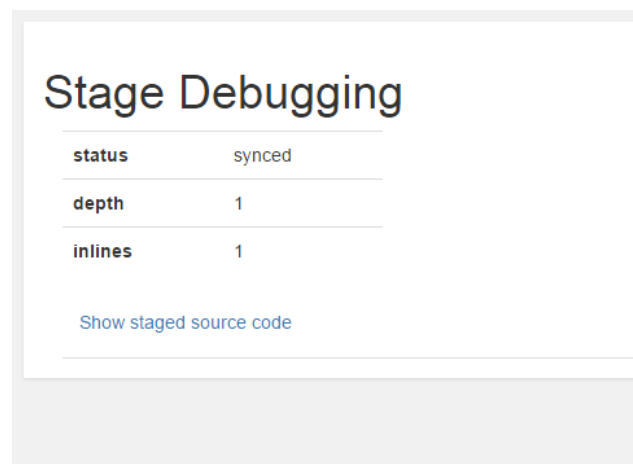 Stage Debugging
status synced
depth 1
inlines 1
Show staged source code